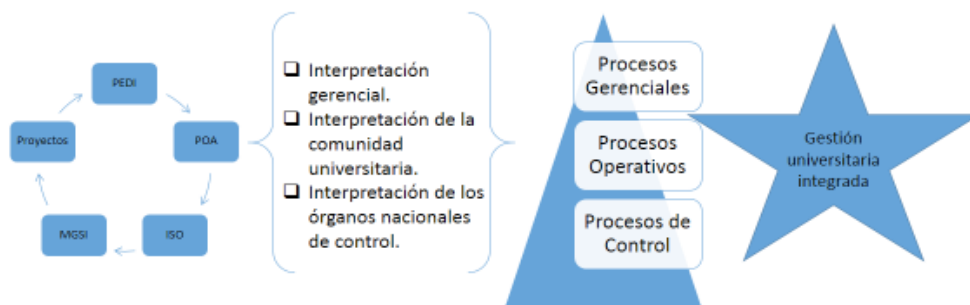 PEDI
POA
ISO
MGSI
Proyectos
❑ Interpretación
gerencial.
❑ Interpretación de la
comunidad
universitaria.
❑ Interpretación de los
órganos nacionales
de control.
Procesos
Gerenciales
Procesos
Operativos
Procesos de
Control
Gestión
universitaria
integrada